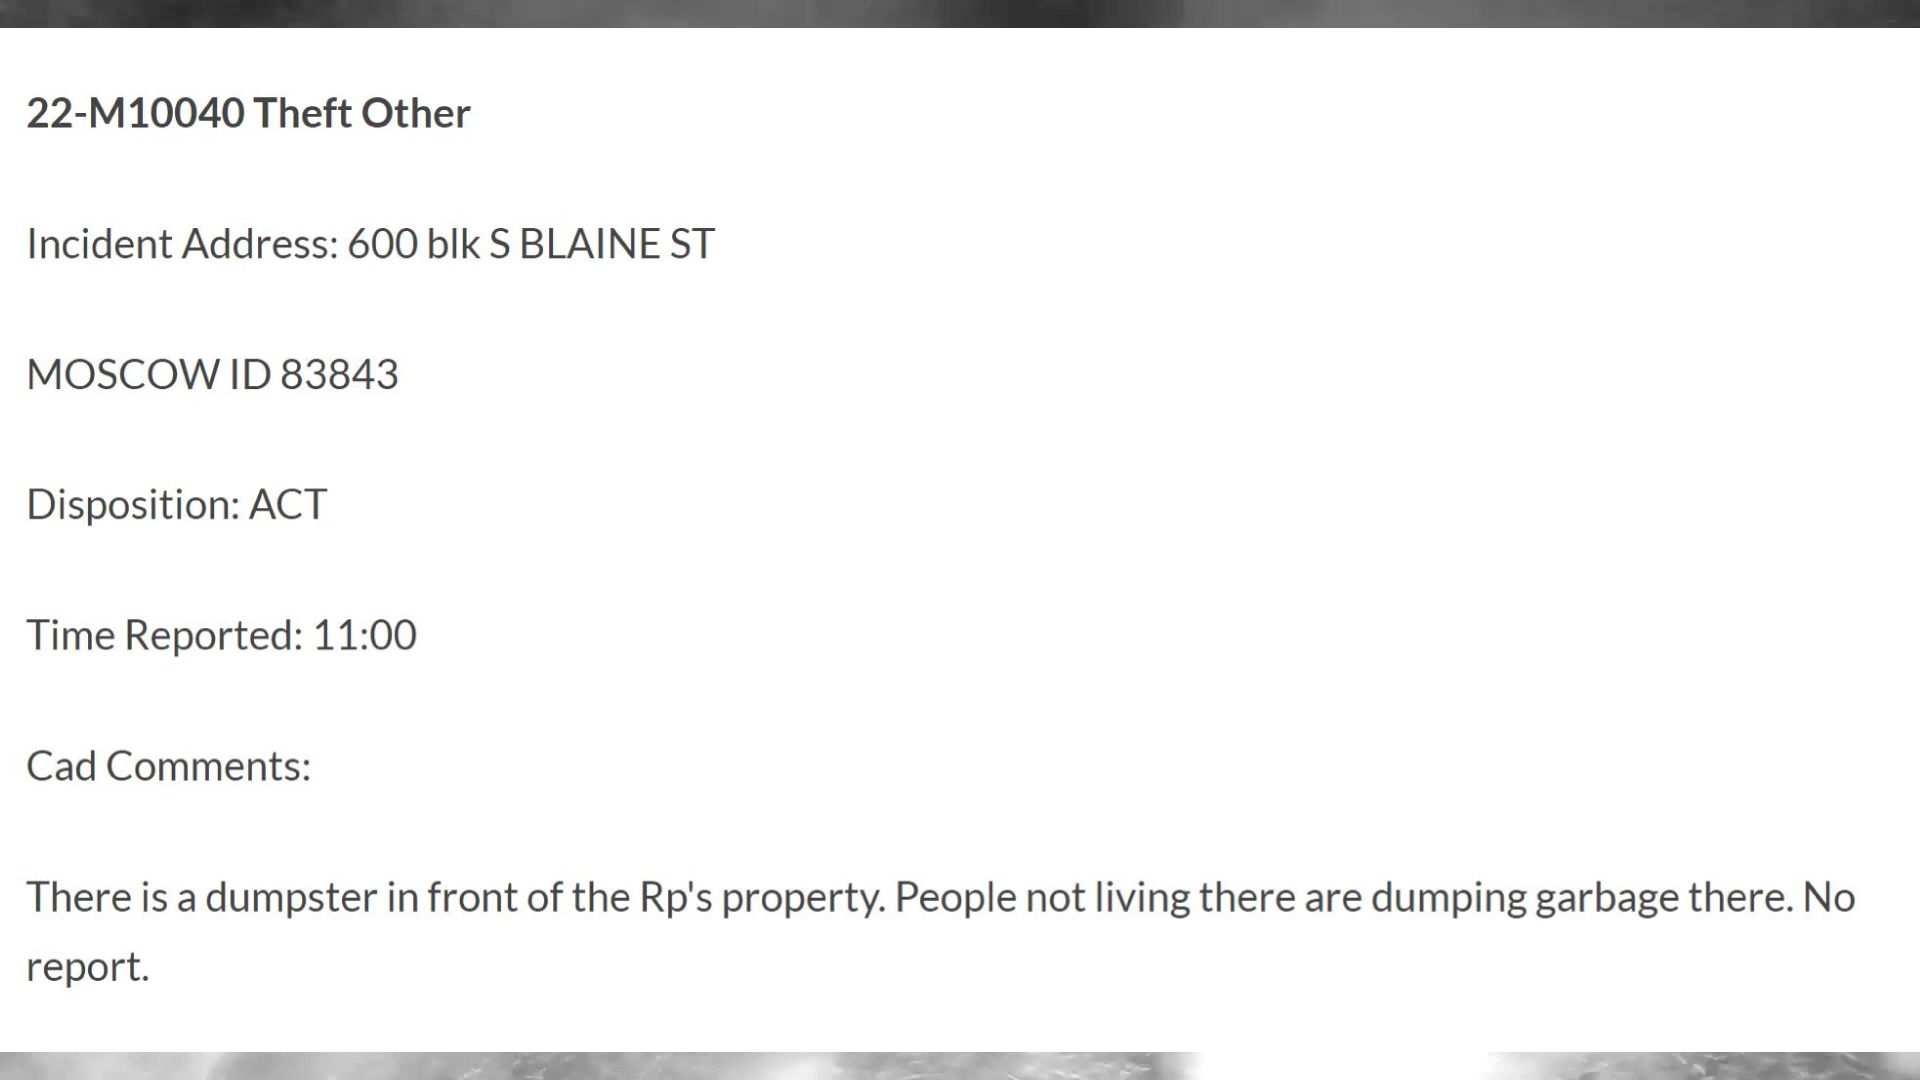 22-M10040 Theft Other
Incident Address: 600 blk S BLAINE ST
MOSCOW ID 83843
Disposition: ACT
Time Reported: 11:00
Cad Comments:
There is a dumpster in front of the Rp's property. People not living there are dumping garbage there. No
report.